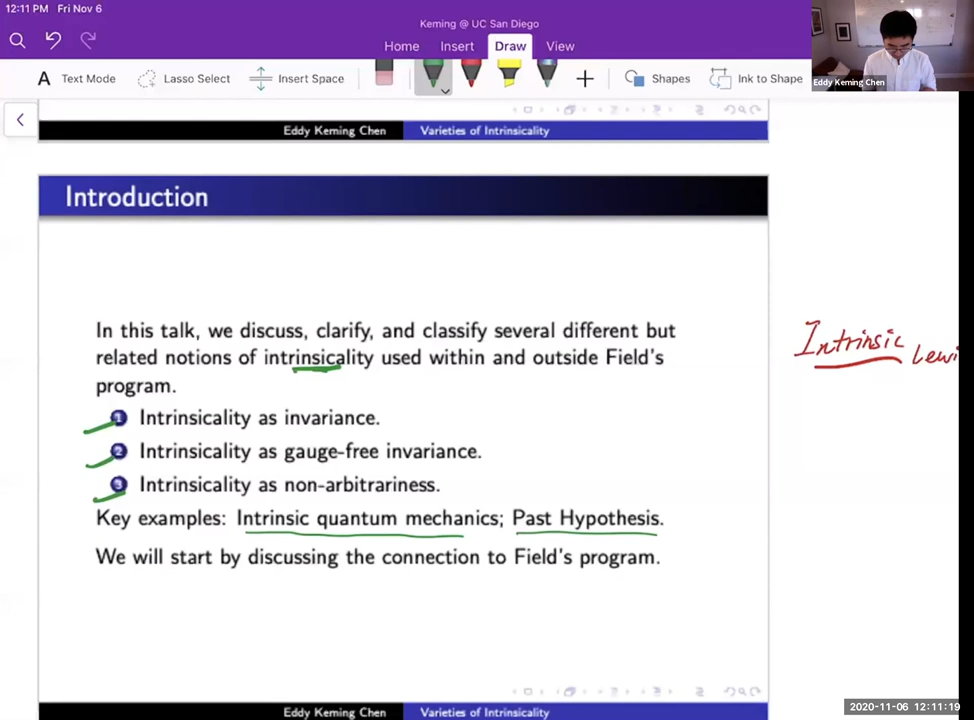 12:11 PM Fri Nov 6
Keming @ UC San Diego
Home Insert Draw View
A Text Mode Lasso Select Insert Space Shapes Ink to Shape
Eddy Keming Chen
Eddy Keming Chen Varieties of Intrinsicality
Introduction
In this talk, we discuss, clarify, and classify several different but
related notions of intrinsicality used within and outside Field's
program.
1 Intrinsicality as invariance.
2 Intrinsicality as gauge-free invariance.
3 Intrinsicality as non-arbitrariness.
Key examples: Intrinsic quantum mechanics; Past Hypothesis.
We will start by discussing the connection to Field's program.
Intrinsic Lewi
Eddy Keming Chen Varieties of Intrinsicality
2020-11-06 12:11:19